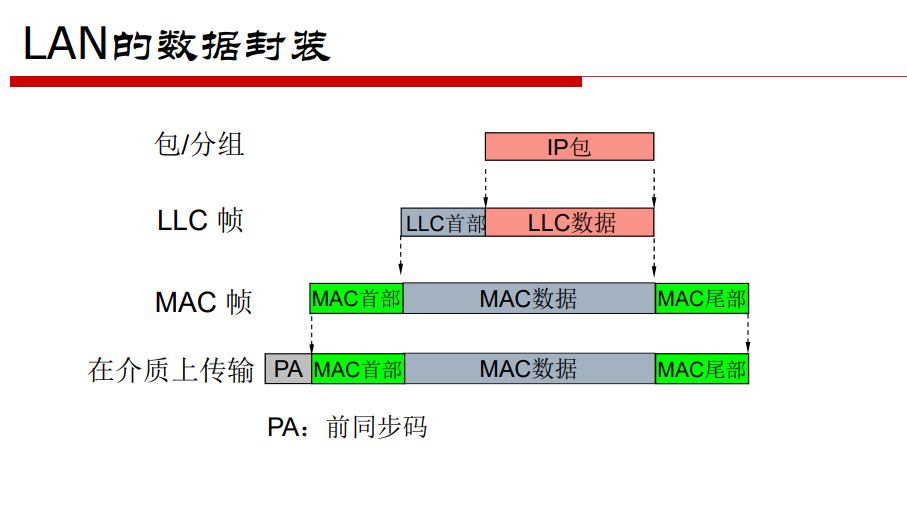 LAN的数据封装
包/分组 IP包
LLC 帧 LLC首部 LLC数据
MAC 帧 MAC首部 MAC数据 MAC尾部
在介质上传输 PA MAC首部 MAC数据 MAC尾部
PA：前同步码